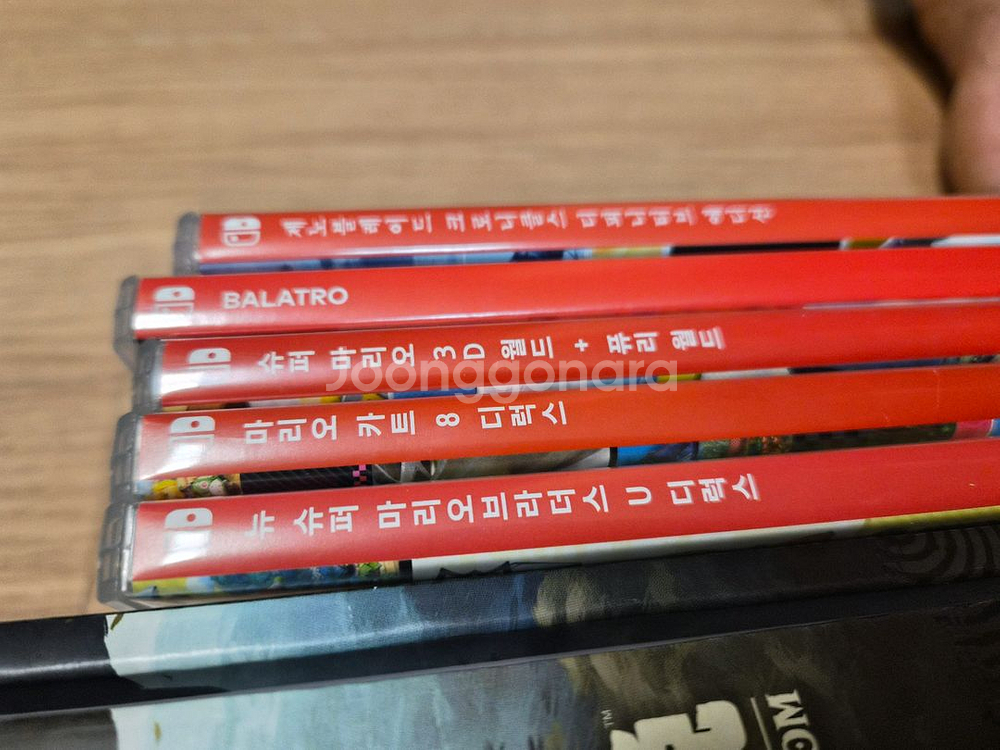 제노블레이드 크로니클스 디피니티브 에디션
BALATRO
슈퍼 마리오 3D 월드 + 퓨리 월드
Joonggonara
마리오 카트 8 디럭스
뉴 슈퍼 마리오브라더스 U 디럭스
TM